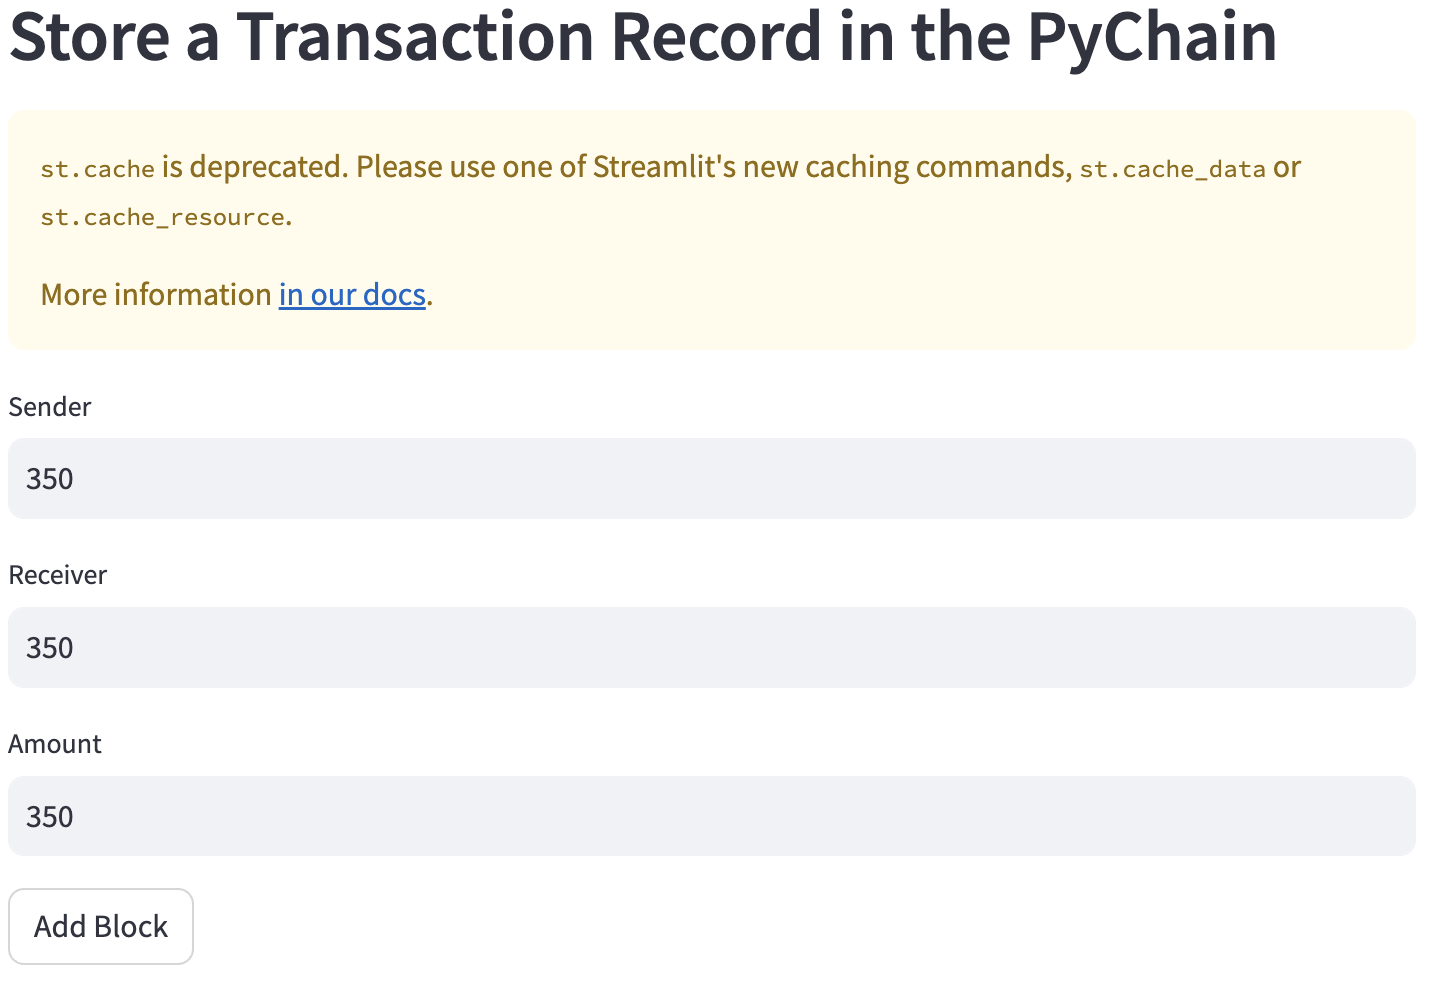 Store a Transaction Record in the PyChain
st.cache is deprecated. Please use one of Streamlit's new caching commands, st.cache_data or
st.cache_resource.
More information in our docs.
Sender
350
Receiver
350
Amount
350
Add Block